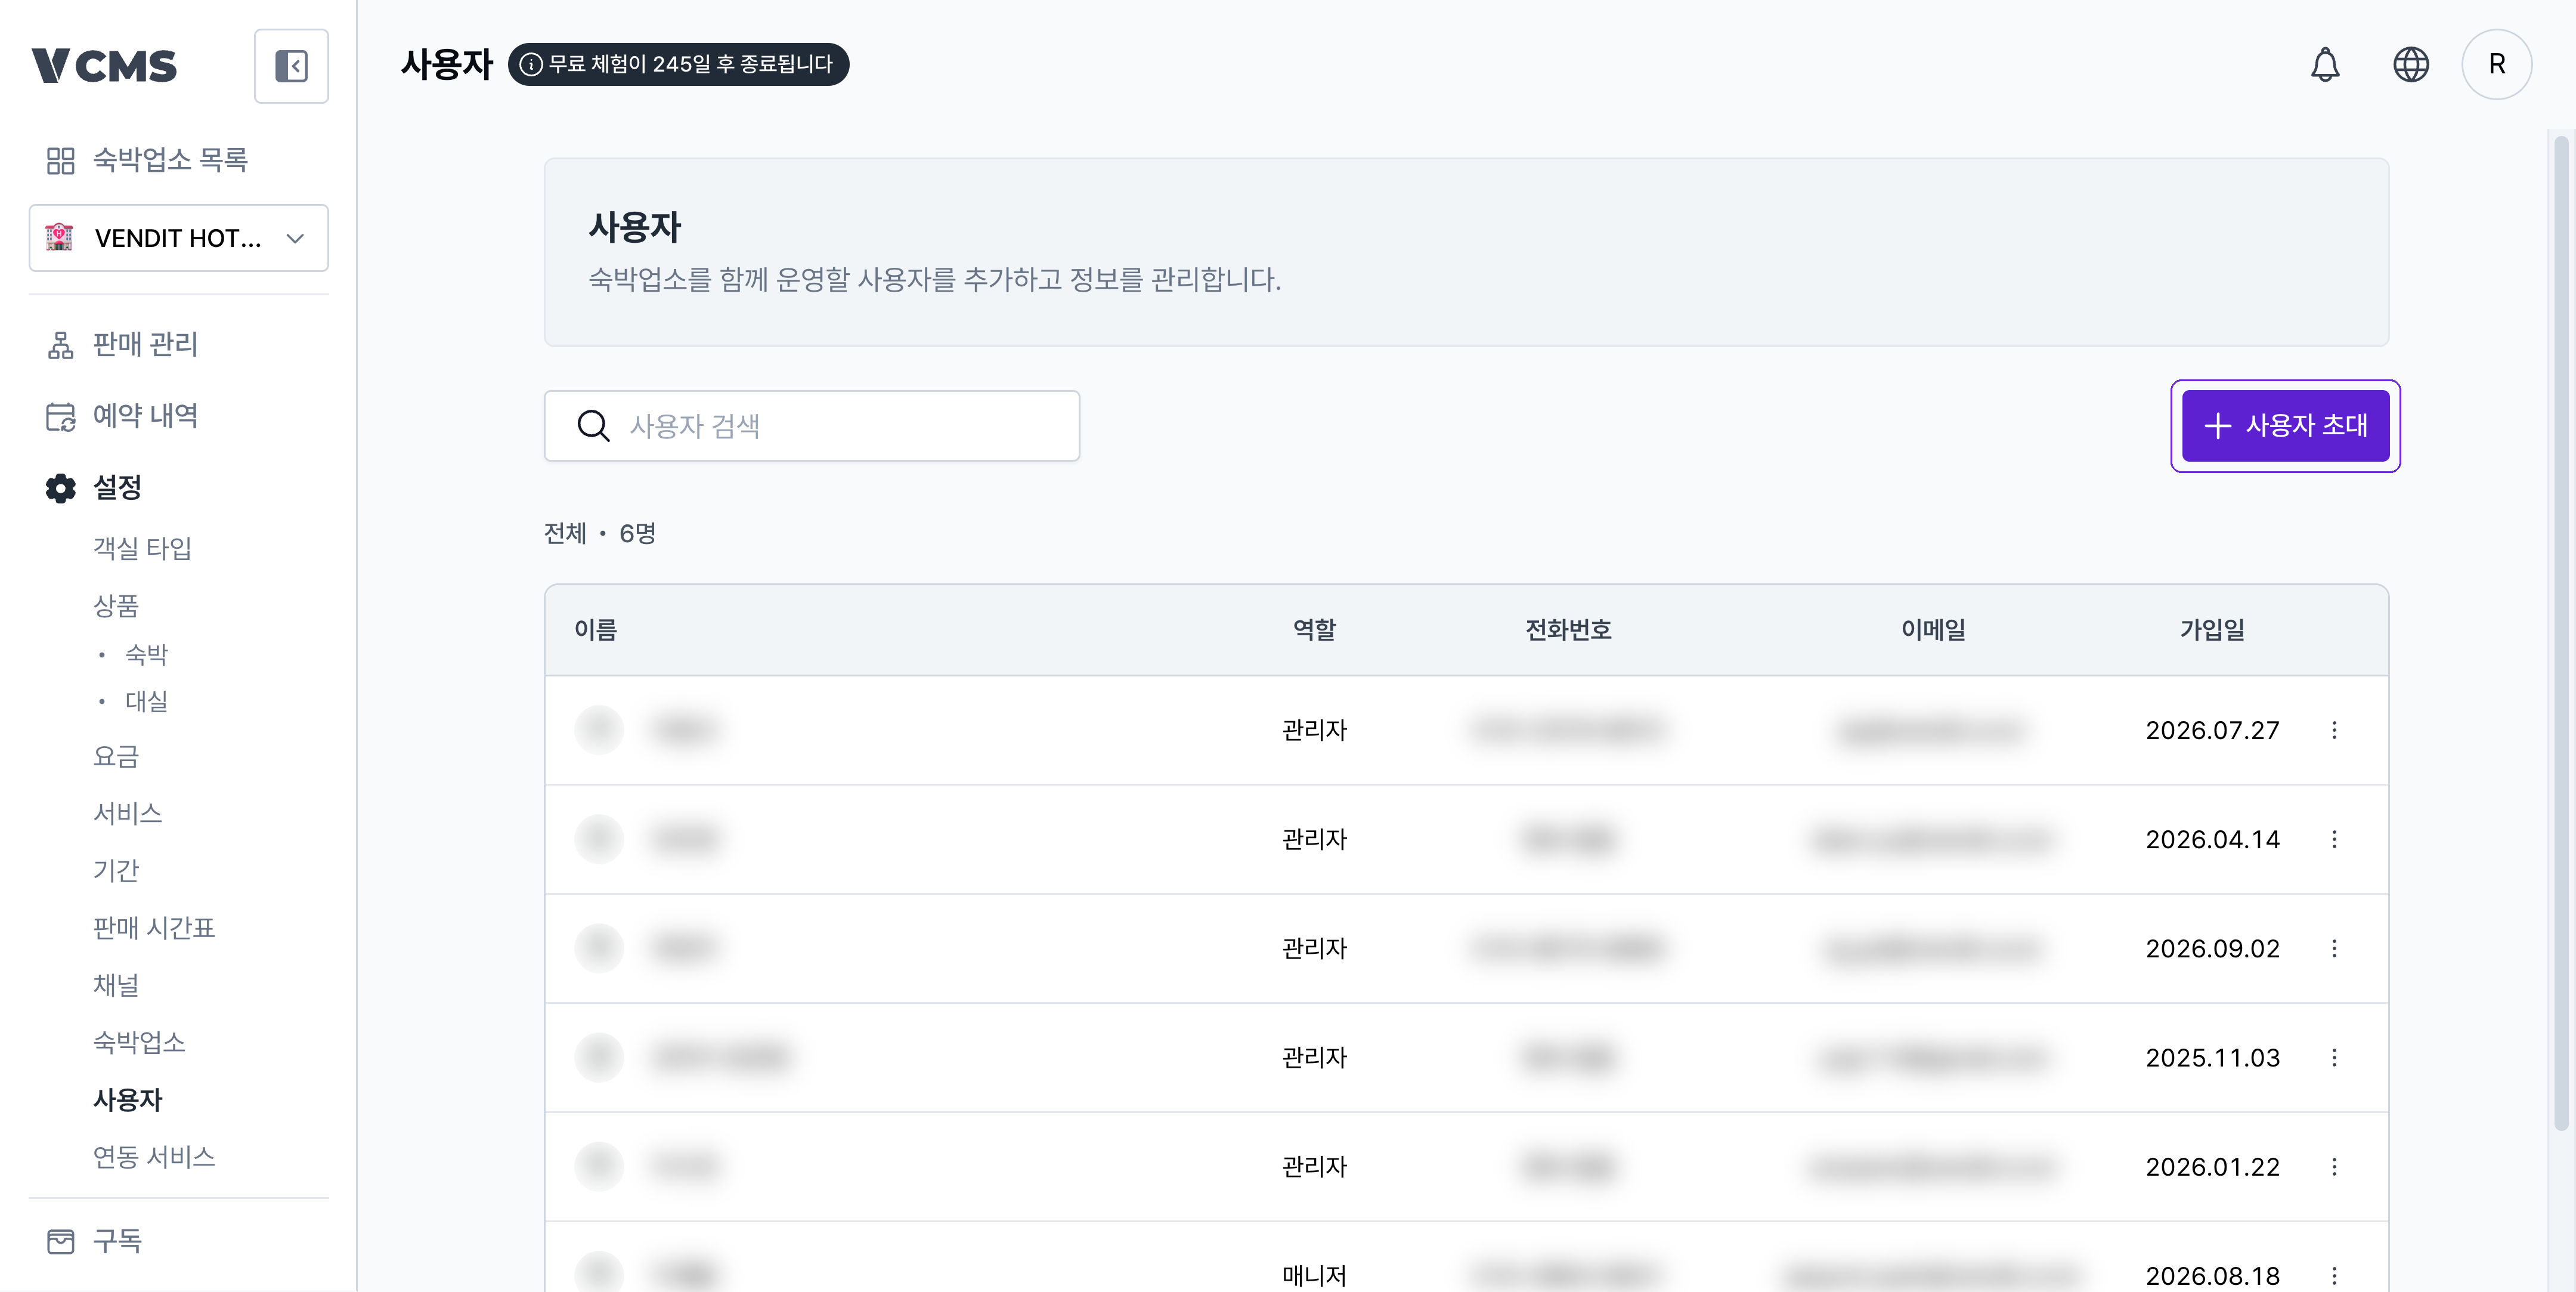 VCMS
숙박업소 목록
VENDIT HOT...
판매 관리
예약 내역
설정
객실 타입
상품
• 숙박
• 대실
요금
서비스
기간
판매 시간표
채널
숙박업소
사용자
연동 서비스
구독
사용자
무료 체험이 245일 후 종료됩니다
R
사용자
숙박업소를 함께 운영할 사용자를 추가하고 정보를 관리합니다.
사용자 검색
사용자 초대
전체 • 6명
이름 역할 전화번호 이메일 가입일
관리자 2026.07.27
관리자 2026.04.14
관리자 2026.09.02
관리자 2025.11.03
관리자 2026.01.22
매니저 2026.08.18